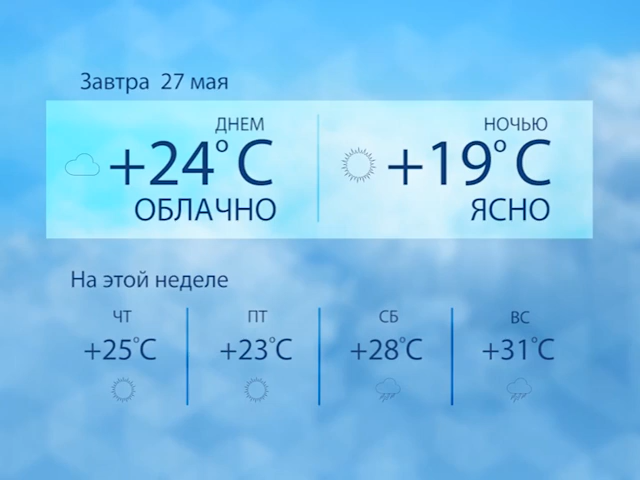 Завтра 27 мая
ДНЕМ
+24°C
ОБЛАЧНО
НОЧЬЮ
+19°C
ЯСНО
На этой неделе
ЧТ ПТ СБ ВС
+25°C +23°C +28°C +31°C